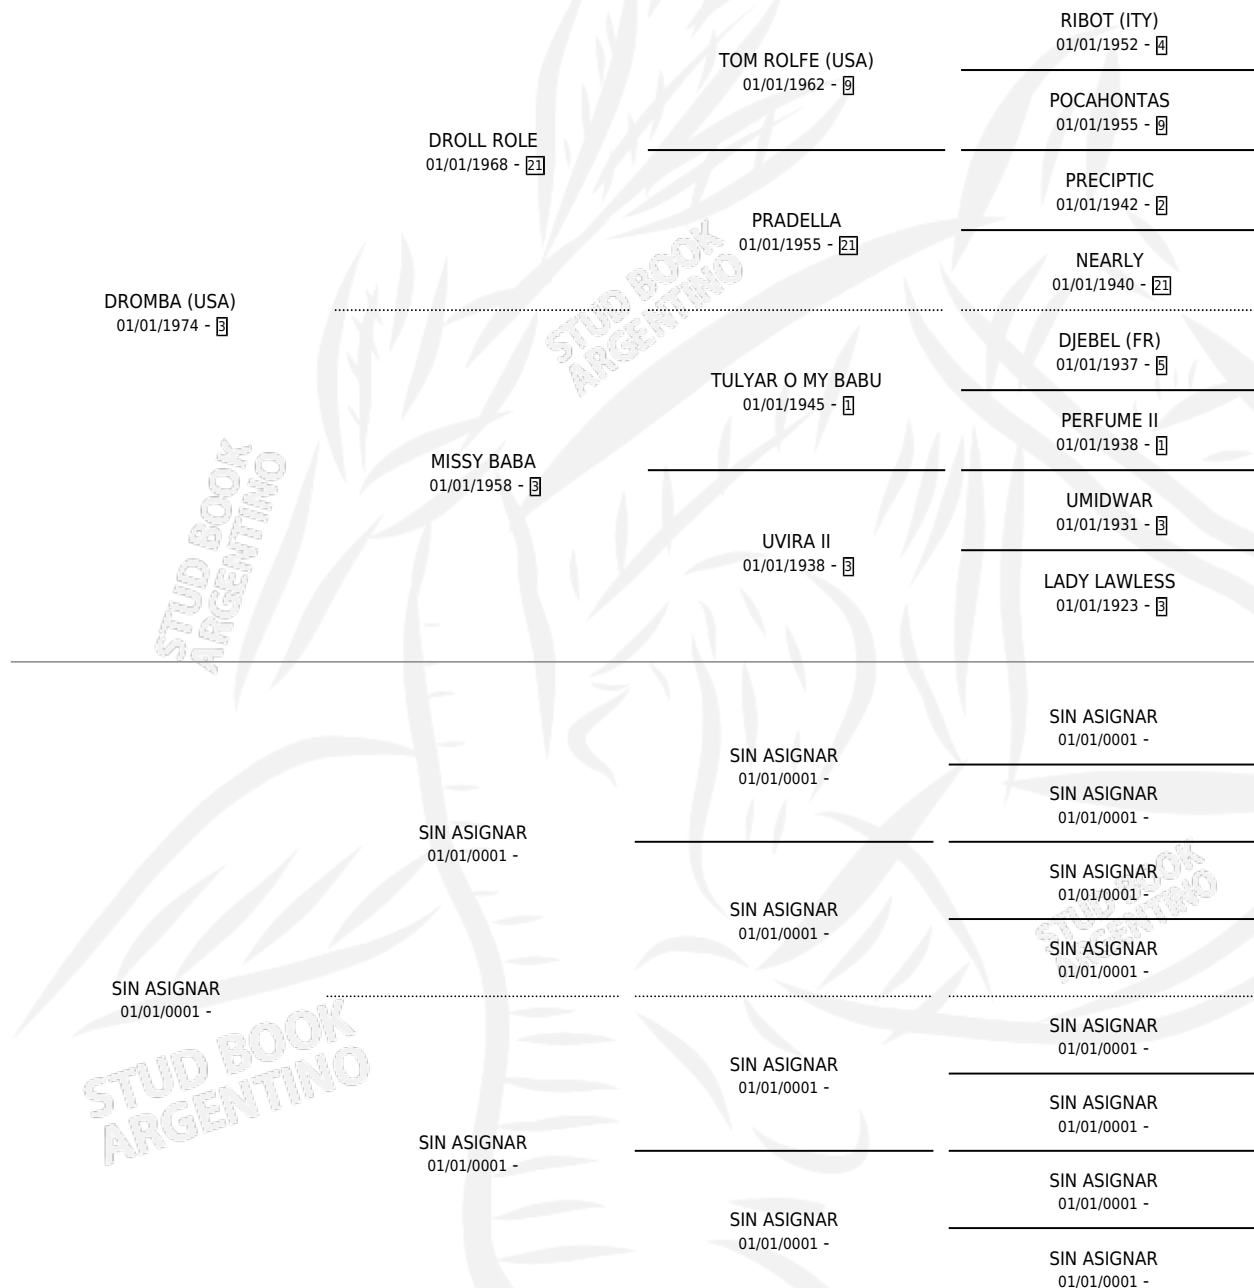 RIBOT (ITY)
01/01/1952 - 4
TOM ROLFE (USA)
01/01/1962 - 9
POCAHONTAS
01/01/1955 - 9
DROLL ROLE
01/01/1968 - 21
PRECIPTIC
01/01/1942 - 2
PRADELLA
01/01/1955 - 21
NEARLY
01/01/1940 - 21
DROMBA (USA)
01/01/1974 - 3
DJEBEL (FR)
01/01/1937 - 5
TULYAR O MY BABU
01/01/1945 - 1
PERFUME II
01/01/1938 - 1
MISSY BABA
01/01/1958 - 3
UMIDWAR
01/01/1931 - 3
UVIRA II
01/01/1938 - 3
LADY LAWLESS
01/01/1923 - 3
STUD BOOK
ARGENTINO
STUD BOOK
ARGENTINO
SIN ASIGNAR
01/01/0001 -
SIN ASIGNAR
01/01/0001 -
SIN ASIGNAR
01/01/0001 -
SIN ASIGNAR
01/01/0001 -
SIN ASIGNAR
01/01/0001 -
SIN ASIGNAR
01/01/0001 -
SIN ASIGNAR
01/01/0001 -
SIN ASIGNAR
01/01/0001 -
SIN ASIGNAR
01/01/0001 -
SIN ASIGNAR
01/01/0001 -
SIN ASIGNAR
01/01/0001 -
SIN ASIGNAR
01/01/0001 -
SIN ASIGNAR
01/01/0001 -
SIN ASIGNAR
01/01/0001 -
SIN ASIGNAR
01/01/0001 -
STUD BOOK
ARGENTINO
STUD BOOK
ARGENTINO